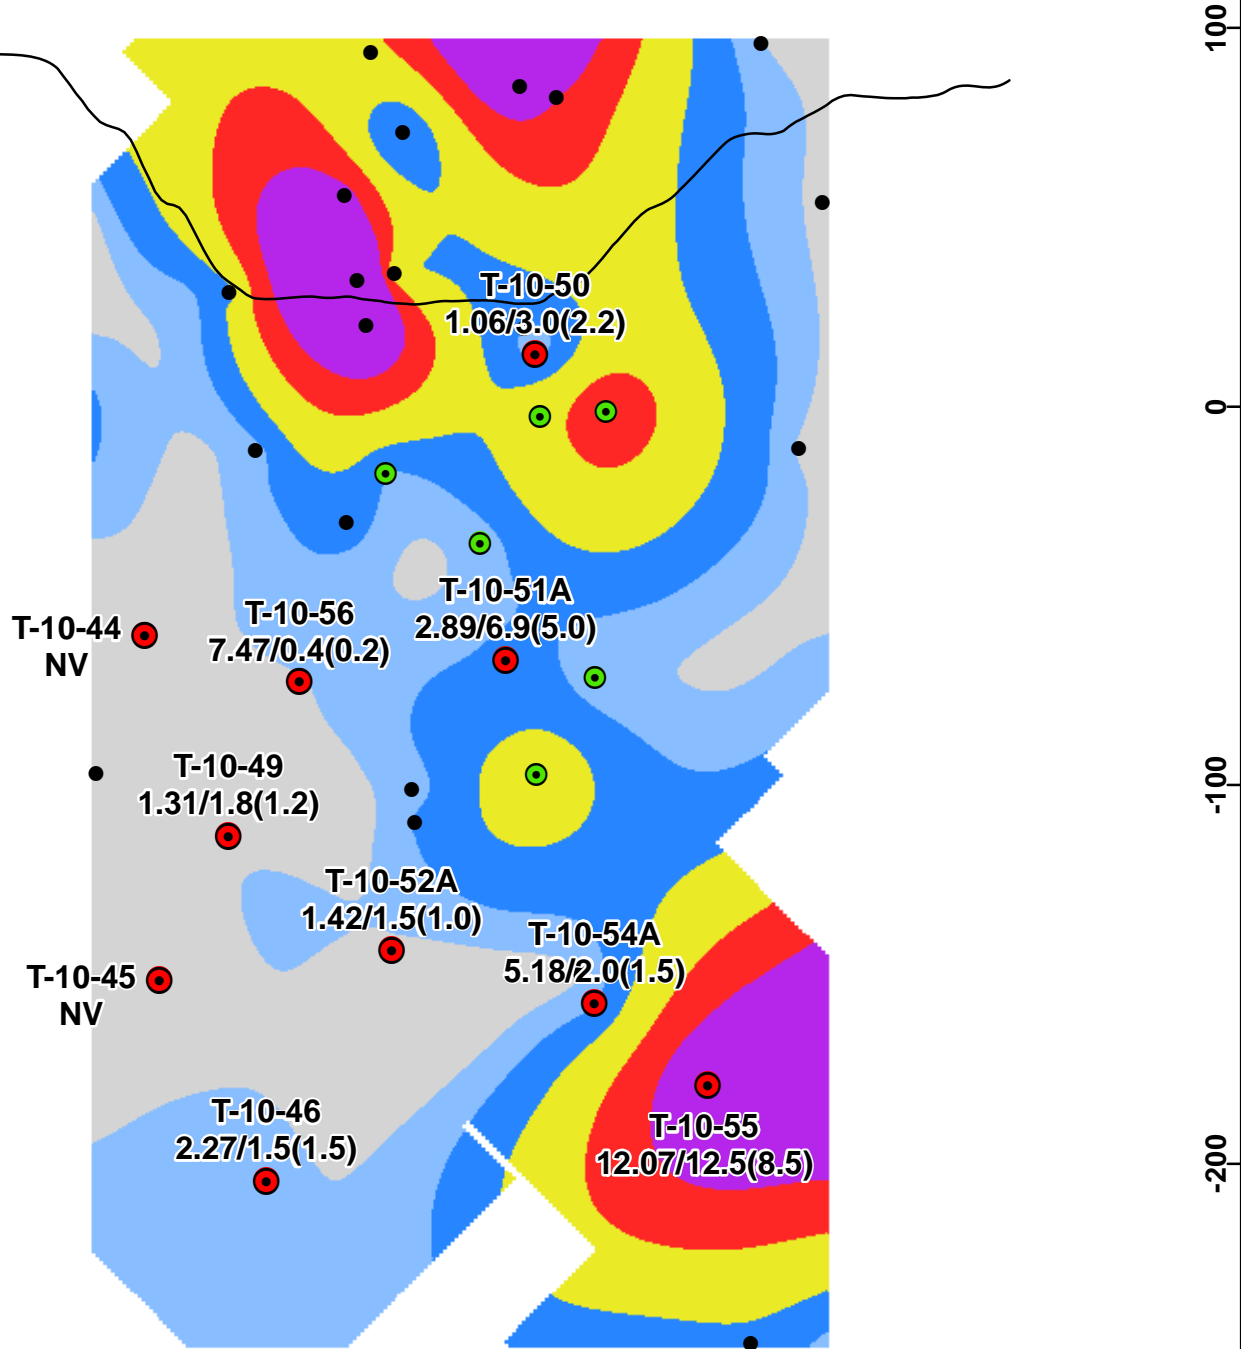 100
T-10-50
1.06/3.0(2.2)
0
T-10-51A
2.89/6.9(5.0)
T-10-56
7.47/0.4(0.2)
T-10-44
NV
T-10-49
1.31/1.8(1.2)
-100
T-10-52A
1.42/1.5(1.0)
T-10-54A
5.18/2.0(1.5)
T-10-45
NV
T-10-46
2.27/1.5(1.5)
T-10-55
12.07/12.5(8.5)
-200